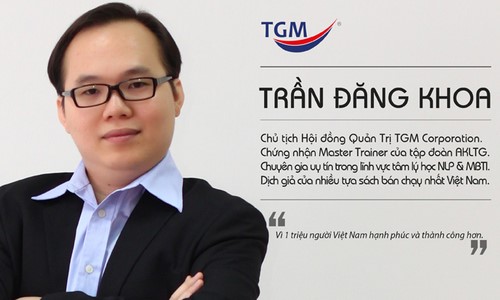 TGM®
TRẦN ĐĂNG KHOA
Chủ tịch Hội đồng Quản Trị TGM Corporation.
Chứng nhận Master Trainer của tập đoàn AKLTG.
Chuyên gia uy tín trong lĩnh vực tâm lý học NLP & MBTI.
Dịch giả của nhiều tựa sách bán chạy nhất Việt Nam.
“ Vì 1 triệu người Việt Nam hạnh phúc và thành công hơn. ”